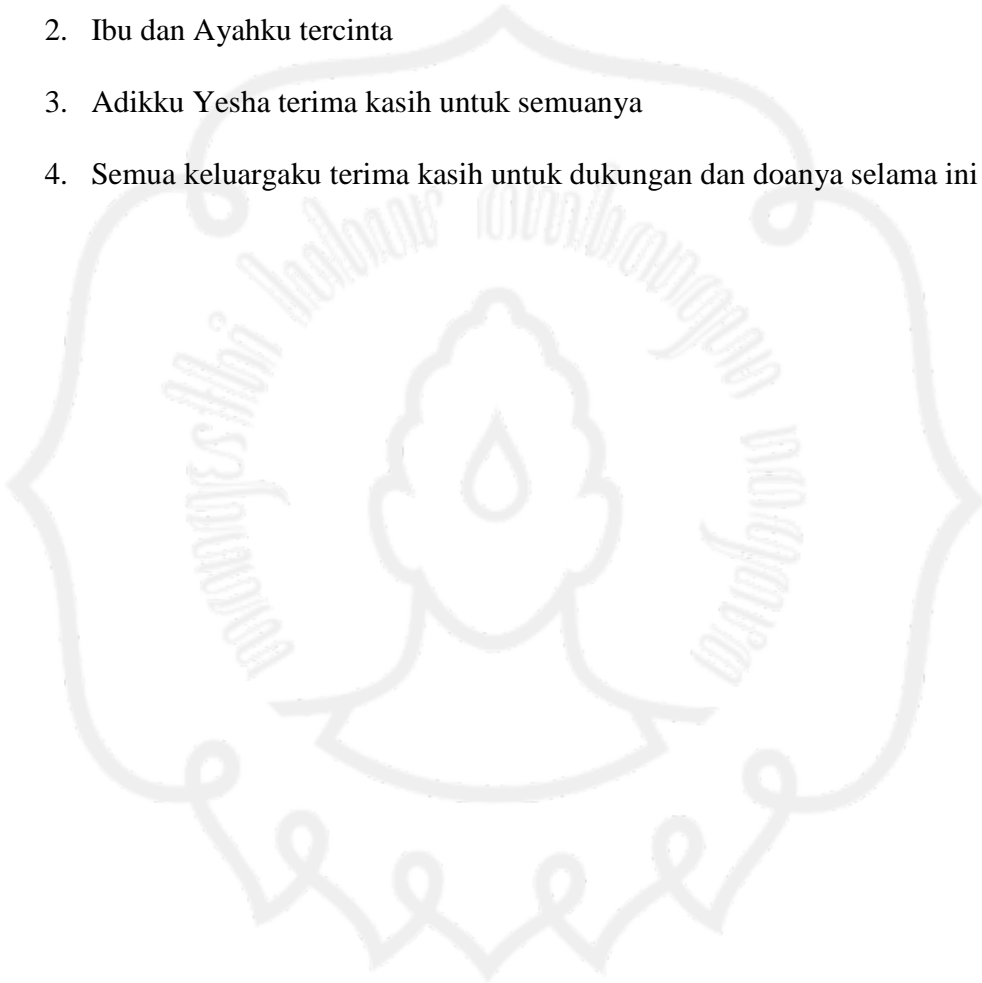 2. Ibu dan Ayahku tercinta
3. Adikku Yesha terima kasih untuk semuanya
4. Semua keluargaku terima kasih untuk dukungan dan doanya selama ini